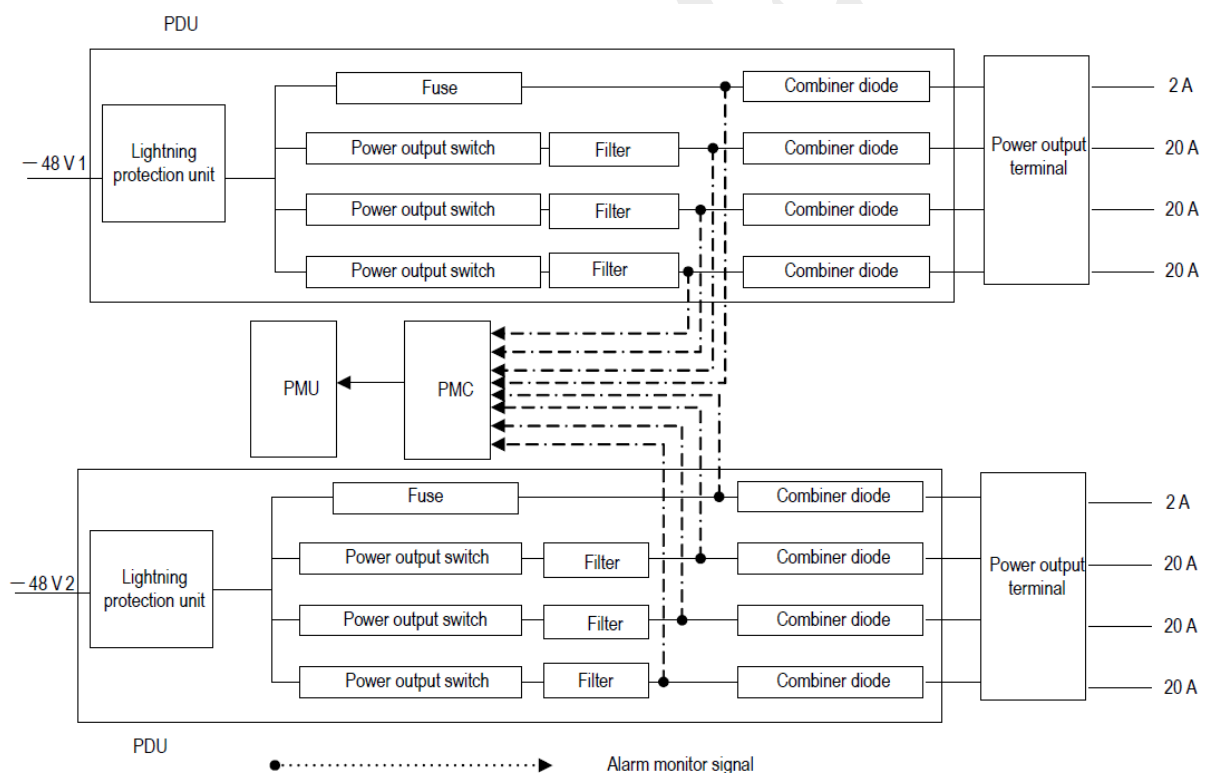 PDU
Fuse
Combiner diode
2 A
Lightning
protection unit
— 48 V 1
Power output switch
Filter
Combiner diode
Power output
terminal
20 A
Power output switch
Filter
Combiner diode
20 A
Power output switch
Filter
Combiner diode
20 A
PMU
PMC
Fuse
Combiner diode
2 A
Lightning
protection unit
— 48 V 2
Power output switch
Filter
Combiner diode
Power output
terminal
20 A
Power output switch
Filter
Combiner diode
20 A
Power output switch
Filter
Combiner diode
20 A
PDU
Alarm monitor signal